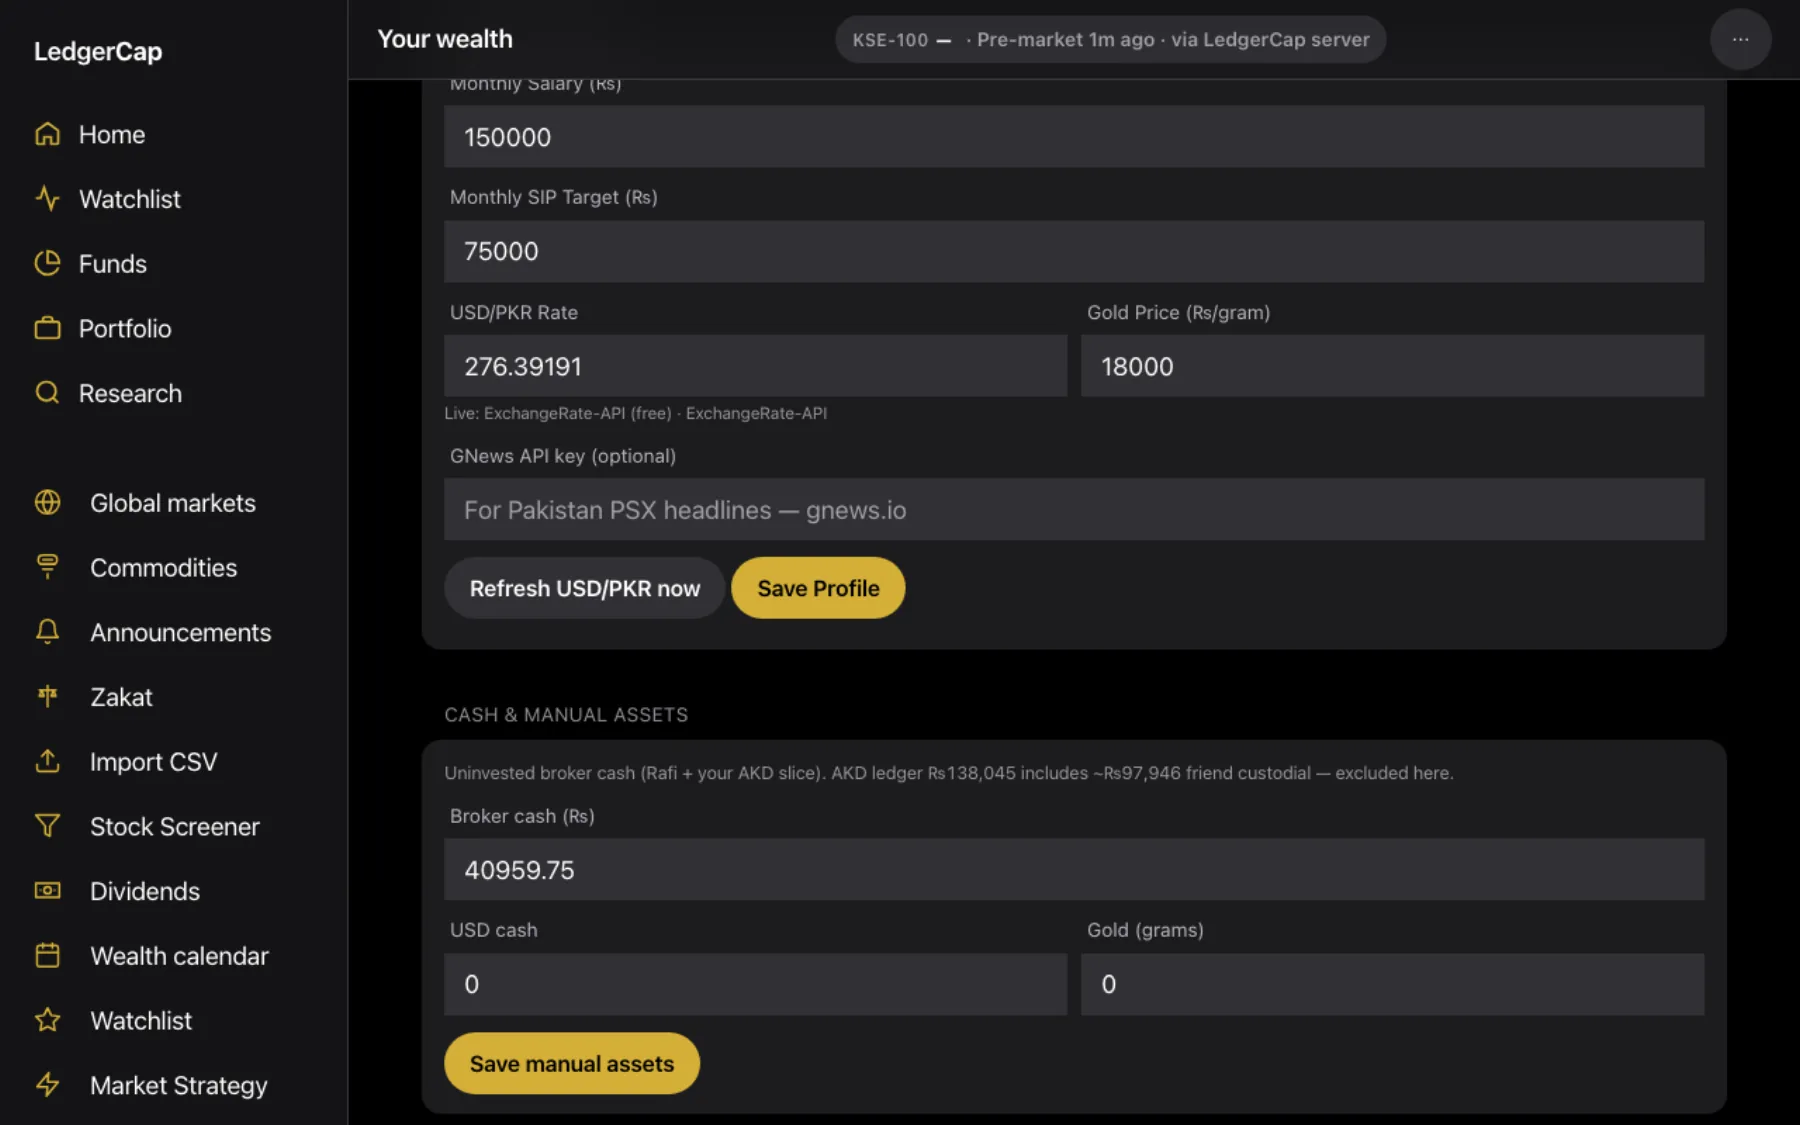 LedgerCap
Home
Watchlist
Funds
Portfolio
Research
Global markets
Commodities
Announcements
Zakat
Import CSV
Stock Screener
Dividends
Wealth calendar
Watchlist
Market Strategy
Your wealth
KSE-100 — · Pre-market 1m ago · via LedgerCap server
...
Monthly Salary (₨)
150000
Monthly SIP Target (₨)
75000
USD/PKR Rate
Gold Price (₨/gram)
276.39191
18000
Live: ExchangeRate-API (free) · ExchangeRate-API
GNews API key (optional)
For Pakistan PSX headlines — gnews.io
Refresh USD/PKR now
Save Profile
CASH & MANUAL ASSETS
Uninvested broker cash (Rafi + your AKD slice). AKD ledger ₨138,045 includes ~₨97,946 friend custodial — excluded here.
Broker cash (₨)
40959.75
USD cash
Gold (grams)
0
0
Save manual assets